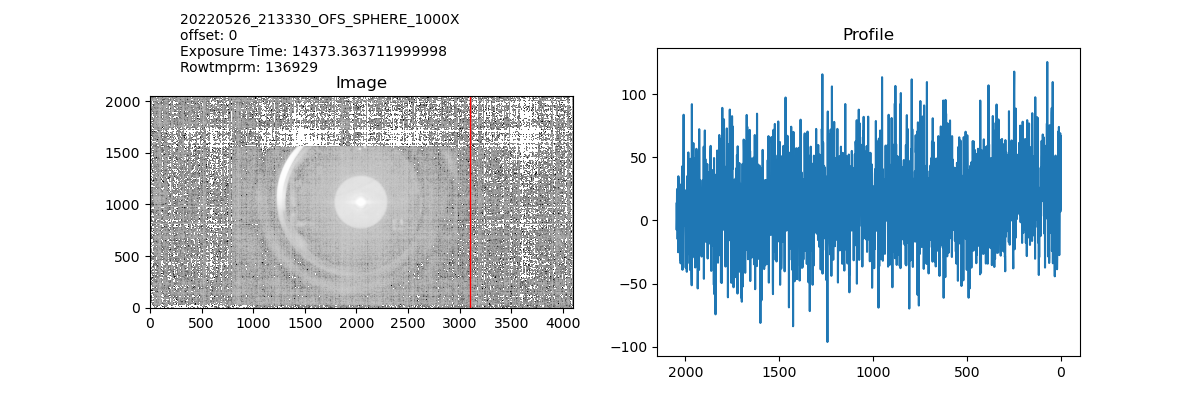 20220526_213330_OFS_SPHERE_1000X
offset: 0
Exposure Time: 14373.363711999998
Rowtmprm: 136929
Image
2000
1500
1000
500
0
0 500 1000 1500 2000 2500 3000 3500 4000
Profile
100
50
0
−50
−100
2000 1500 1000 500 0